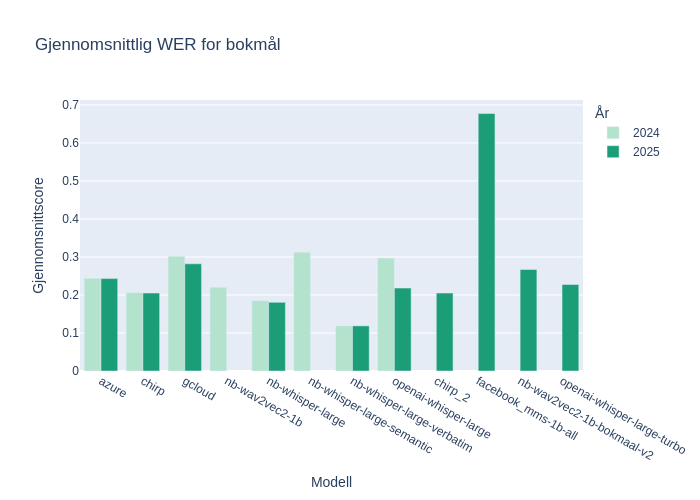 Gjennomsnittlig WER for bokmål
År
2024
2025
Gjennomsnittscore
0.7
0.6
0.5
0.4
0.3
0.2
0.1
0
azure
chirp
gcloud
nb-wav2vec2-1b
nb-whisper-large
nb-whisper-large-semantic
nb-whisper-large-verbatim
openai-whisper-large
chirp_2
facebook_mms-1b-all
nb-wav2vec2-1b-bokmaal-v2
openai-whisper-large-turbo
Modell